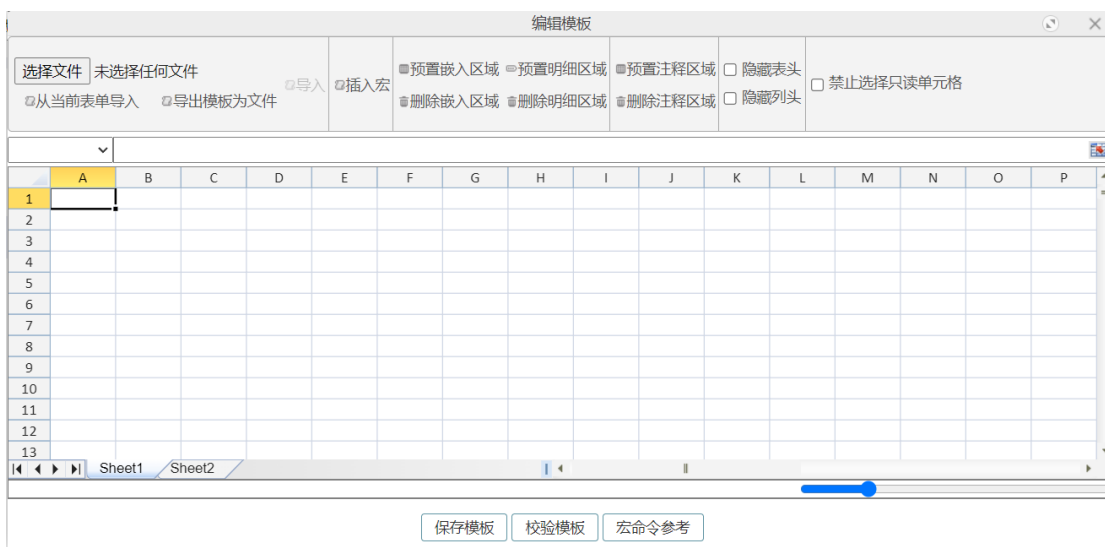 编辑模板
选择文件 未选择任何文件 导入
从当前表单导入 导出模板为文件
插入宏
预置嵌入区域 预置明细区域 预置注释区域
删除嵌入区域 删除明细区域 删除注释区域
隐藏表头
隐藏列头
禁止选择只读单元格
A B C D E F G H I J K L M N O P
1
2
3
4
5
6
7
8
9
10
11
12
13
Sheet1 Sheet2
保存模板 校验模板 宏命令参考